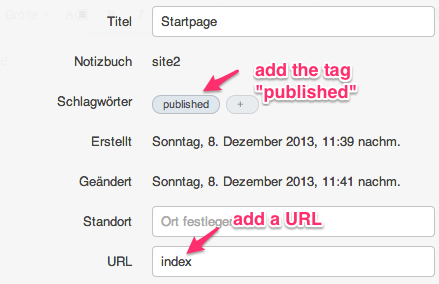 Titel Startpage
Notizbuch site2
add the tag
"published"
Schlagwörter published +
Erstellt Sonntag, 8. Dezember 2013, 11:39 nachm.
Geändert Sonntag, 8. Dezember 2013, 11:41 nachm.
Standort Ort festlegen
add a URL
URL index